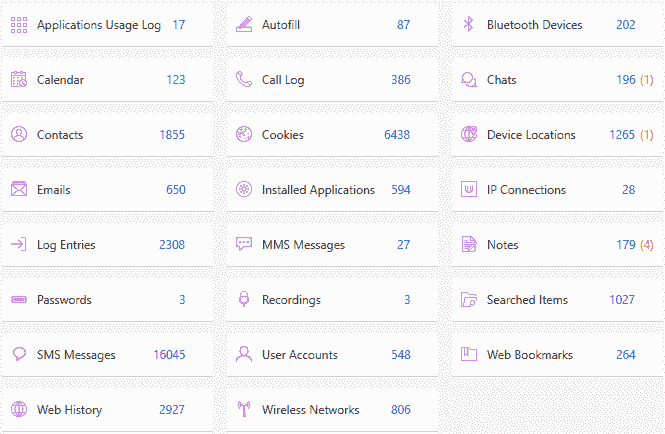 Applications Usage Log 17 Autofill 87 Bluetooth Devices 202
Calendar 123 Call Log 386 Chats 196 (1)
Contacts 1855 Cookies 6438 Device Locations 1265 (1)
Emails 650 Installed Applications 594 IP Connections 28
Log Entries 2308 MMS Messages 27 Notes 179 (4)
Passwords 3 Recordings 3 Searched Items 1027
SMS Messages 16045 User Accounts 548 Web Bookmarks 264
Web History 2927 Wireless Networks 806